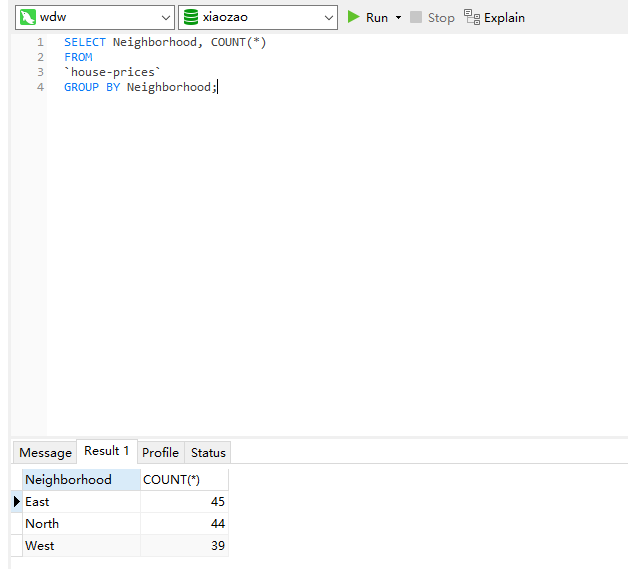 wdw xiaozao Run Stop Explain
1 SELECT Neighborhood, COUNT(*)
2 FROM
3 `house-prices`
4 GROUP BY Neighborhood;
Message Result 1 Profile Status
Neighborhood COUNT(*)
East 45
North 44
West 39